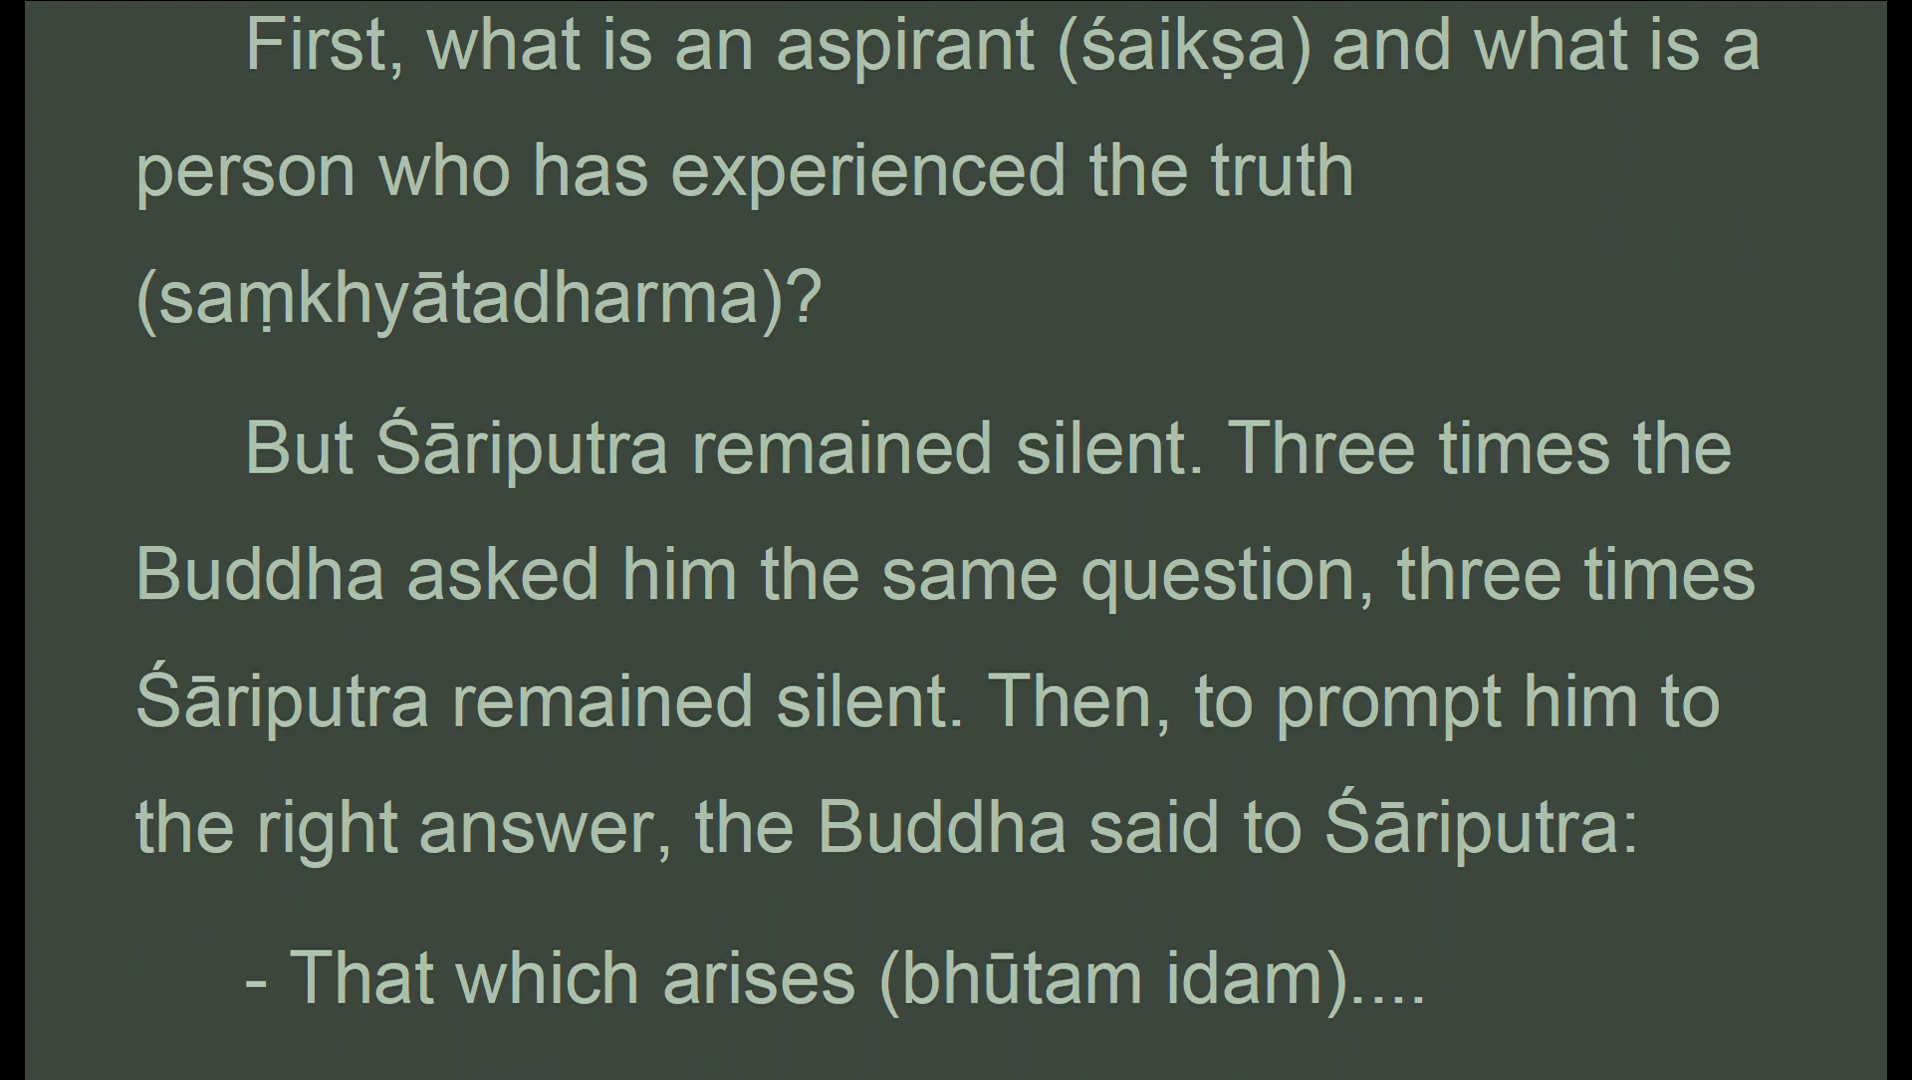 First, what is an aspirant (śaikṣa) and what is a
person who has experienced the truth
(saṃkhyātadharma)?
But Śāriputra remained silent. Three times the
Buddha asked him the same question, three times
Śāriputra remained silent. Then, to prompt him to
the right answer, the Buddha said to Śāriputra:
- That which arises (bhūtam idam)....